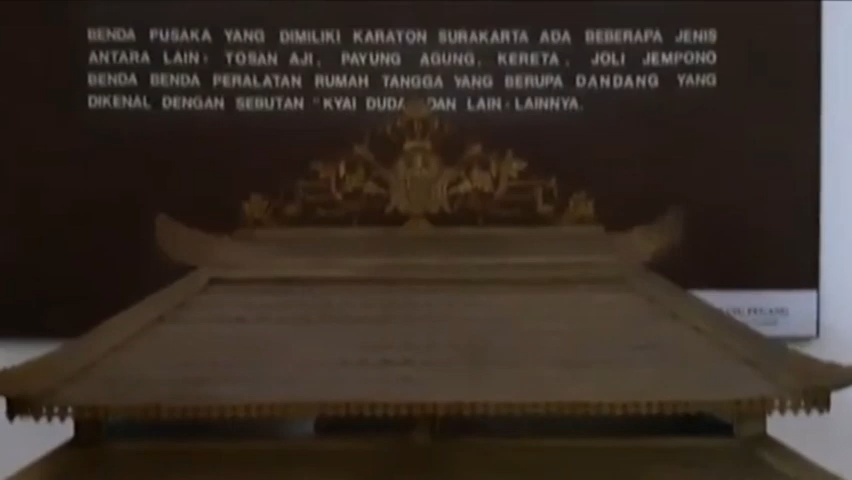 BENDA PUSAKA YANG DIMILIKI KARATON SURAKARTA ADA BEBERAPA JENIS
ANTARA LAIN - TOSAN AJI, PAYUNG AGUNG, KERETA, JOLI JEMPONO
BENDA BENDA PERALATAN RUMAH TANGGA YANG BERUPA DANDANG YANG
DIKENAL DENGAN SEBUTAN "KYAI DUDA DAN LAIN-LAINNYA.